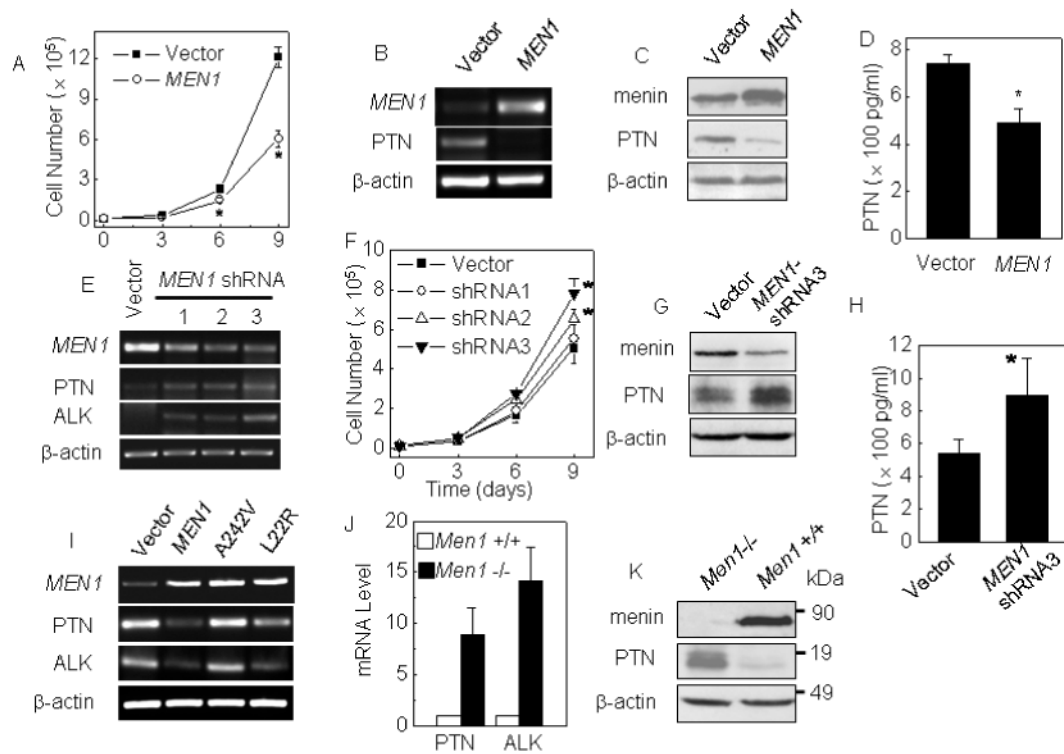 A
Cell Number (× 10⁵)
12
9
6
3
0
Vector
MEN1
*
*
0 3 6 9
B
Vector MEN1
MEN1
PTN
β-actin
C
Vector MEN1
menin
PTN
β-actin
D
PTN (× 100 pg/ml)
8
6
4
2
0
*
Vector MEN1
E
Vector MEN1 shRNA
1 2 3
MEN1
PTN
ALK
β-actin
F
Cell Number (× 10⁵)
10
8
6
4
2
0
Vector
shRNA1
shRNA2
shRNA3
*
*
0 3 6 9
Time (days)
G
Vector MEN1-
shRNA3
menin
PTN
β-actin
H
PTN (× 100 pg/ml)
12
10
8
6
4
2
0
*
Vector MEN1
shRNA3
I
Vector MEN1 A242V L22R
MEN1
PTN
ALK
β-actin
J
mRNA Level
20
15
10
5
0
Men1 +/+
Men1 -/-
PTN ALK
K
Men1-/- Men1 +/+
kDa
menin 90
PTN 19
β-actin 49